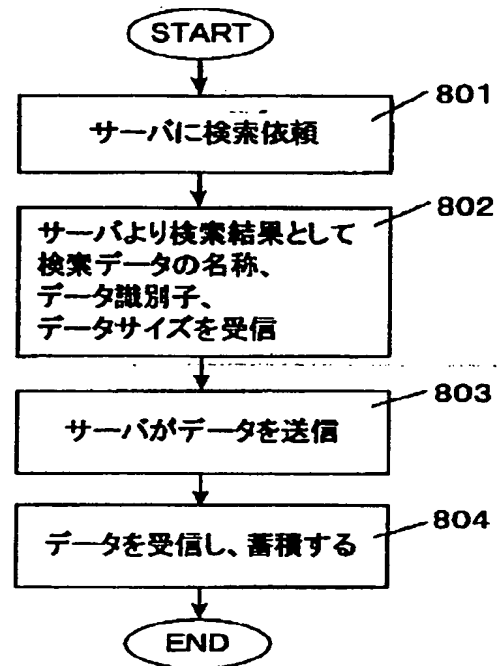 START
801
サーバに検索依頼
802
サーバより検索結果として
検索データの名称、
データ識別子、
データサイズを受信
803
サーバがデータを送信
804
データを受信し、蓄積する
END